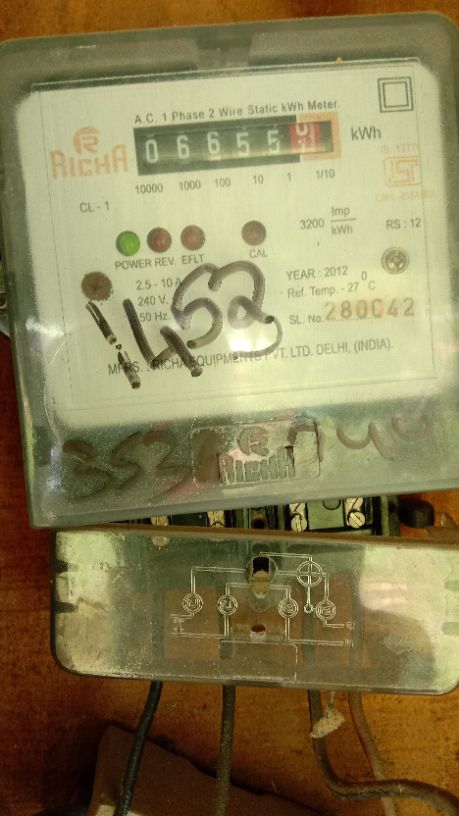 A.C. 1 Phase 2 Wire Static kWh Meter.
RICHA
06655 kWh
10000 1000 100 10 1 1/10
CL - 1
3200 Imp/kWh
RS : 12
POWER REV. EFLT CAL
2.5 - 10 A
240 V.
50 Hz
YEAR : 2012
Ref. Temp. - 27°C
SL. No. 280042
1452
MFRS. : RICHA EQUIPMENTS PVT. LTD. DELHI, (INDIA).
RICHA